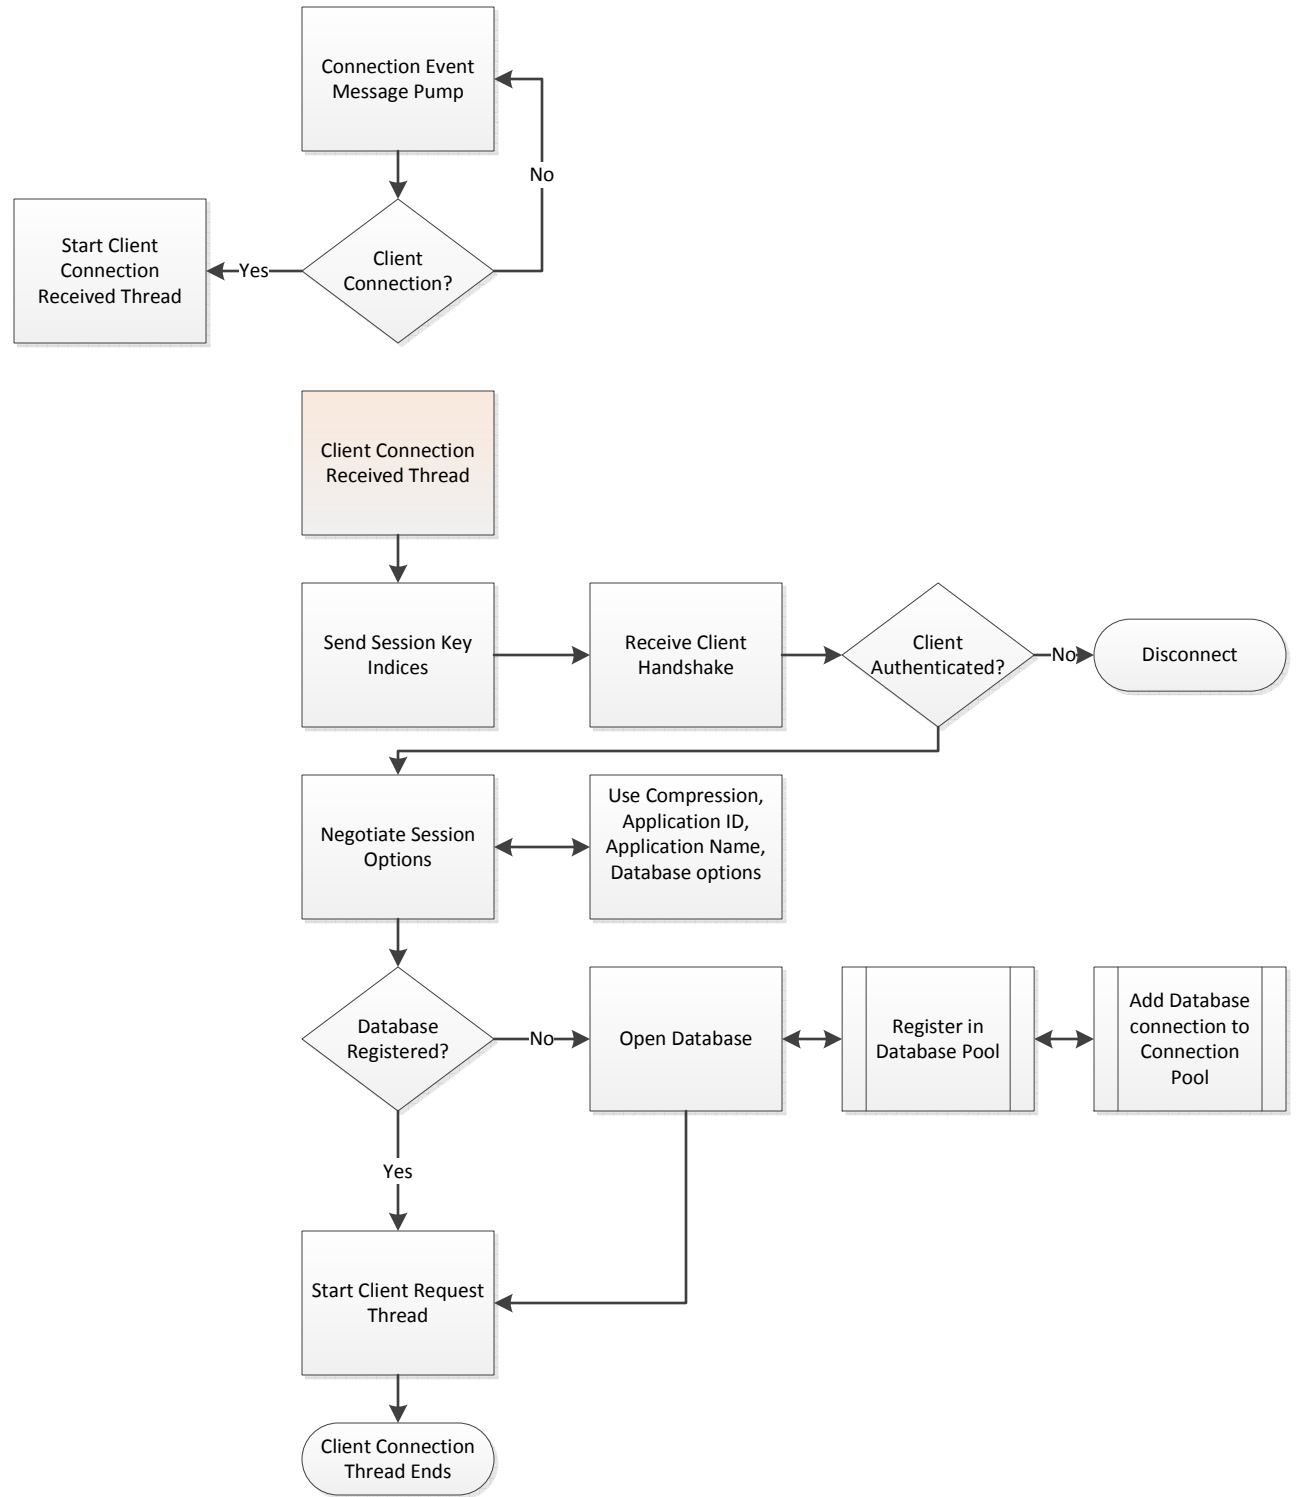 Connection Event
Message Pump
No
Start Client
Connection
Received Thread
Yes
Client
Connection?
Client Connection
Received Thread
Send Session Key
Indices
Receive Client
Handshake
Client
Authenticated?
No
Disconnect
Negotiate Session
Options
Use Compression,
Application ID,
Application Name,
Database options
Database
Registered?
No
Open Database
Register in
Database Pool
Add Database
connection to
Connection
Pool
Yes
Start Client Request
Thread
Client Connection
Thread Ends